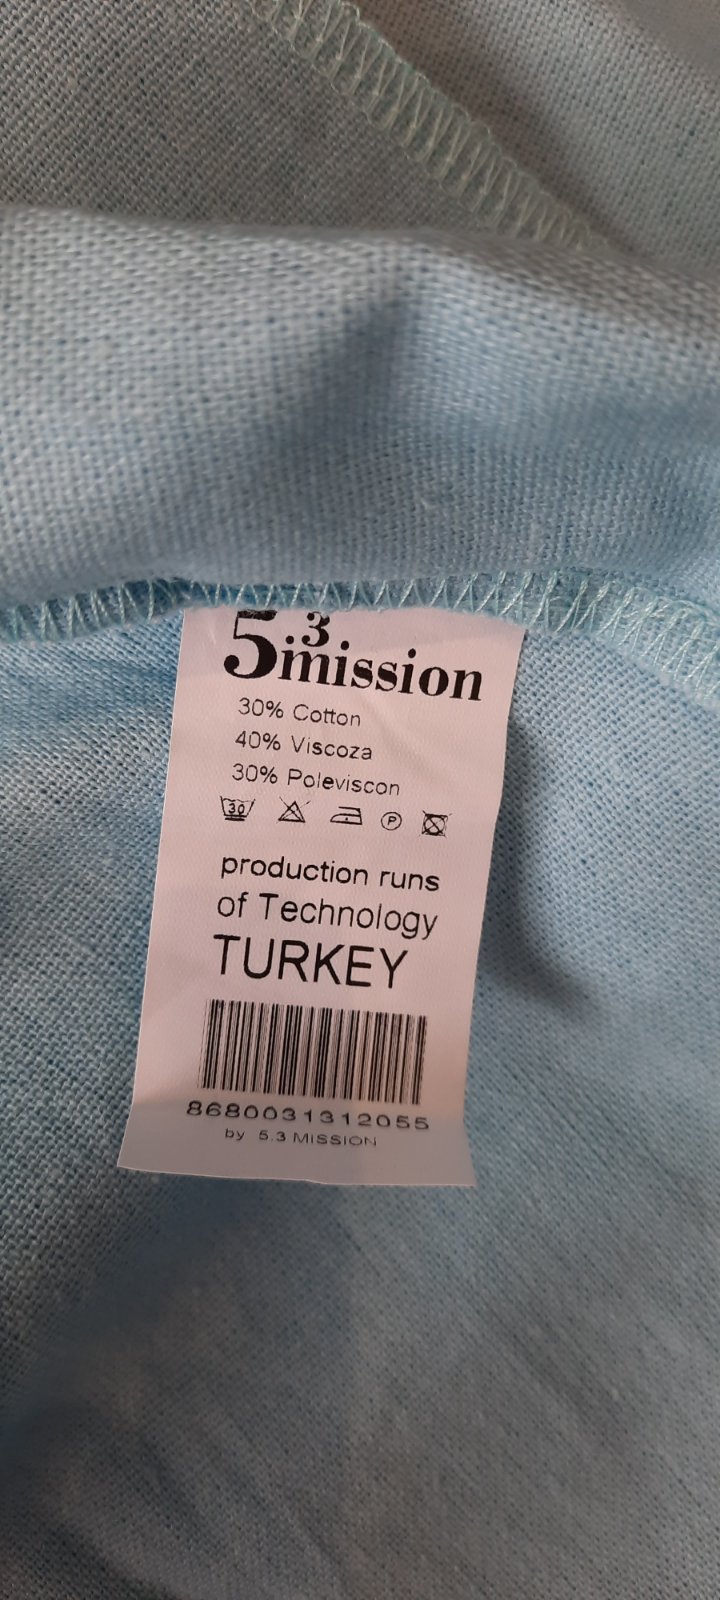 5.3 mission
30% Cotton
40% Viscoza
30% Poleviscon
30 P
production runs
of Technology
TURKEY
8680031312055
by 5.3 MISSION